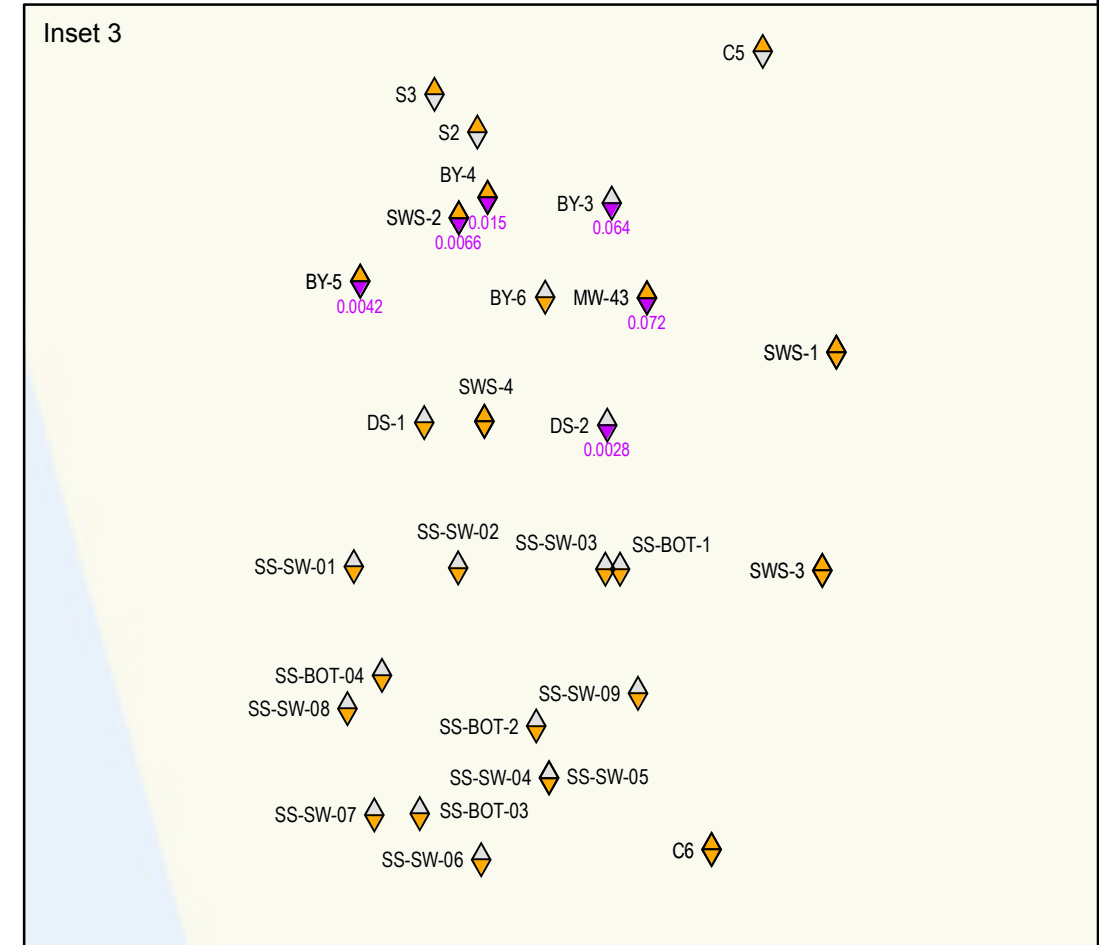 Inset 3
C5
S3
S2
BY-4
SWS-2
0.015
0.0066
BY-3
0.064
BY-5
0.0042
BY-6
MW-43
0.072
SWS-1
SWS-4
DS-1
DS-2
0.0028
SS-SW-02
SS-SW-03
SS-BOT-1
SS-SW-01
SWS-3
SS-BOT-04
SS-SW-09
SS-SW-08
SS-BOT-2
SS-SW-04
SS-SW-05
SS-SW-07
SS-BOT-03
SS-SW-06
C6